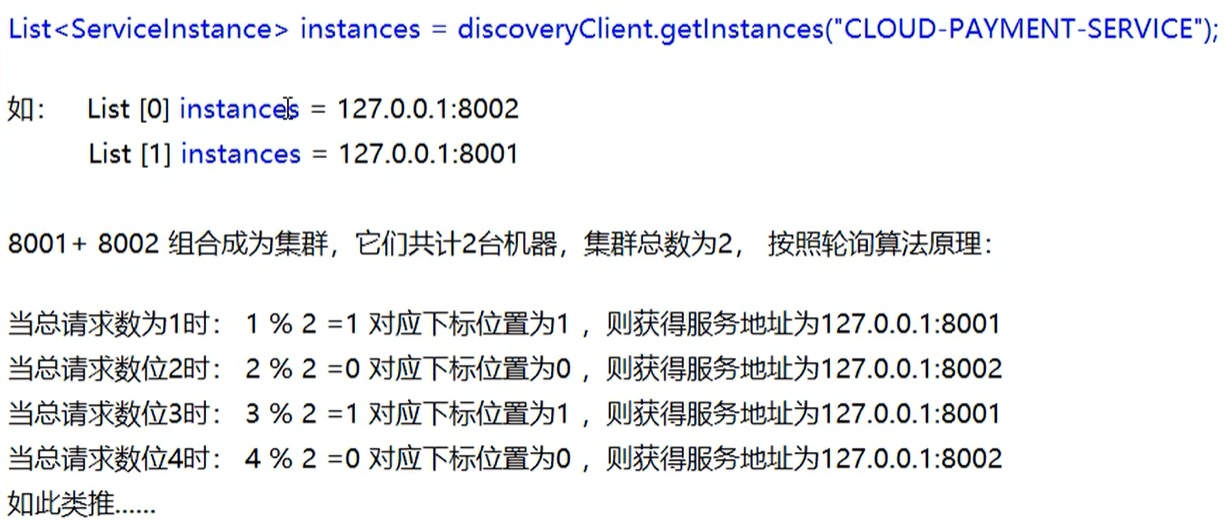 List<ServiceInstance> instances = discoveryClient.getInstances("CLOUD-PAYMENT-SERVICE");
如： List [0] instances = 127.0.0.1:8002
List [1] instances = 127.0.0.1:8001
8001+ 8002 组合成为集群，它们共计2台机器，集群总数为2， 按照轮询算法原理：
当总请求数为1时： 1 % 2 =1 对应下标位置为1 ，则获得服务地址为127.0.0.1:8001
当总请求数位2时： 2 % 2 =0 对应下标位置为0 ，则获得服务地址为127.0.0.1:8002
当总请求数位3时： 3 % 2 =1 对应下标位置为1 ，则获得服务地址为127.0.0.1:8001
当总请求数位4时： 4 % 2 =0 对应下标位置为0 ，则获得服务地址为127.0.0.1:8002
如此类推......